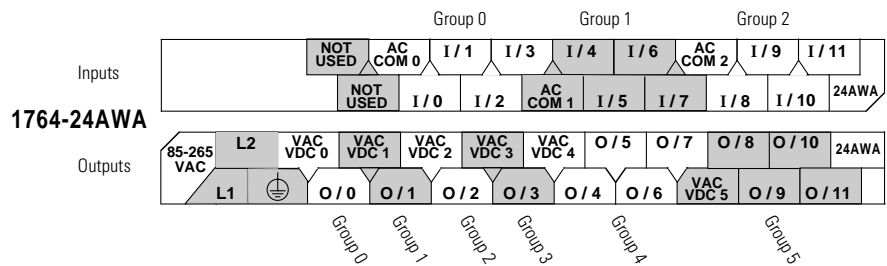 Group 0 Group 1 Group 2
NOT USED AC COM 0 I / 1 I / 3 I / 4 I / 6 AC COM 2 I / 9 I / 11
Inputs
NOT USED I / 0 I / 2 AC COM 1 I / 5 I / 7 I / 8 I / 10 24AWA
1764-24AWA
85-265 VAC L2 VAC VDC 0 VAC VDC 1 VAC VDC 2 VAC VDC 3 VAC VDC 4 O / 5 O / 7 O / 8 O / 10 24AWA
Outputs
L1 O / 0 O / 1 O / 2 O / 3 O / 4 O / 6 VAC VDC 5 O / 9 O / 11
Group 0 Group 1 Group 2 Group 3 Group 4 Group 5